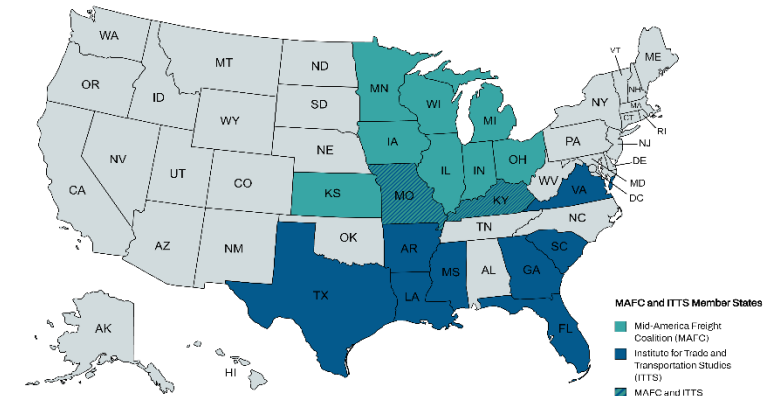 WA
MT
ND
MN
VT
ME
OR
ID
SD
WI
MI
NY
NH
MA
CT
RI
WY
IA
PA
NJ
NE
NV
UT
CO
IL
IN
OH
DE
CA
KS
MO
WV
VA
MD
DC
KY
AZ
NM
OK
AR
TN
NC
SC
MS
AL
GA
TX
LA
FL
AK
HI
MAFC and ITTS Member States
Mid-America Freight
Coalition (MAFC)
Institute for Trade and
Transportation Studies
(ITTS)
MAFC and ITTS